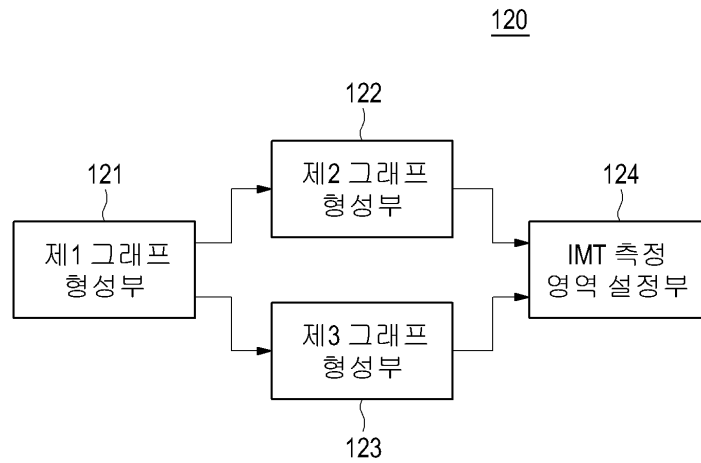 120
122
제2 그래프
형성부
121
제1 그래프
형성부
124
IMT 측정
영역 설정부
제3 그래프
형성부
123